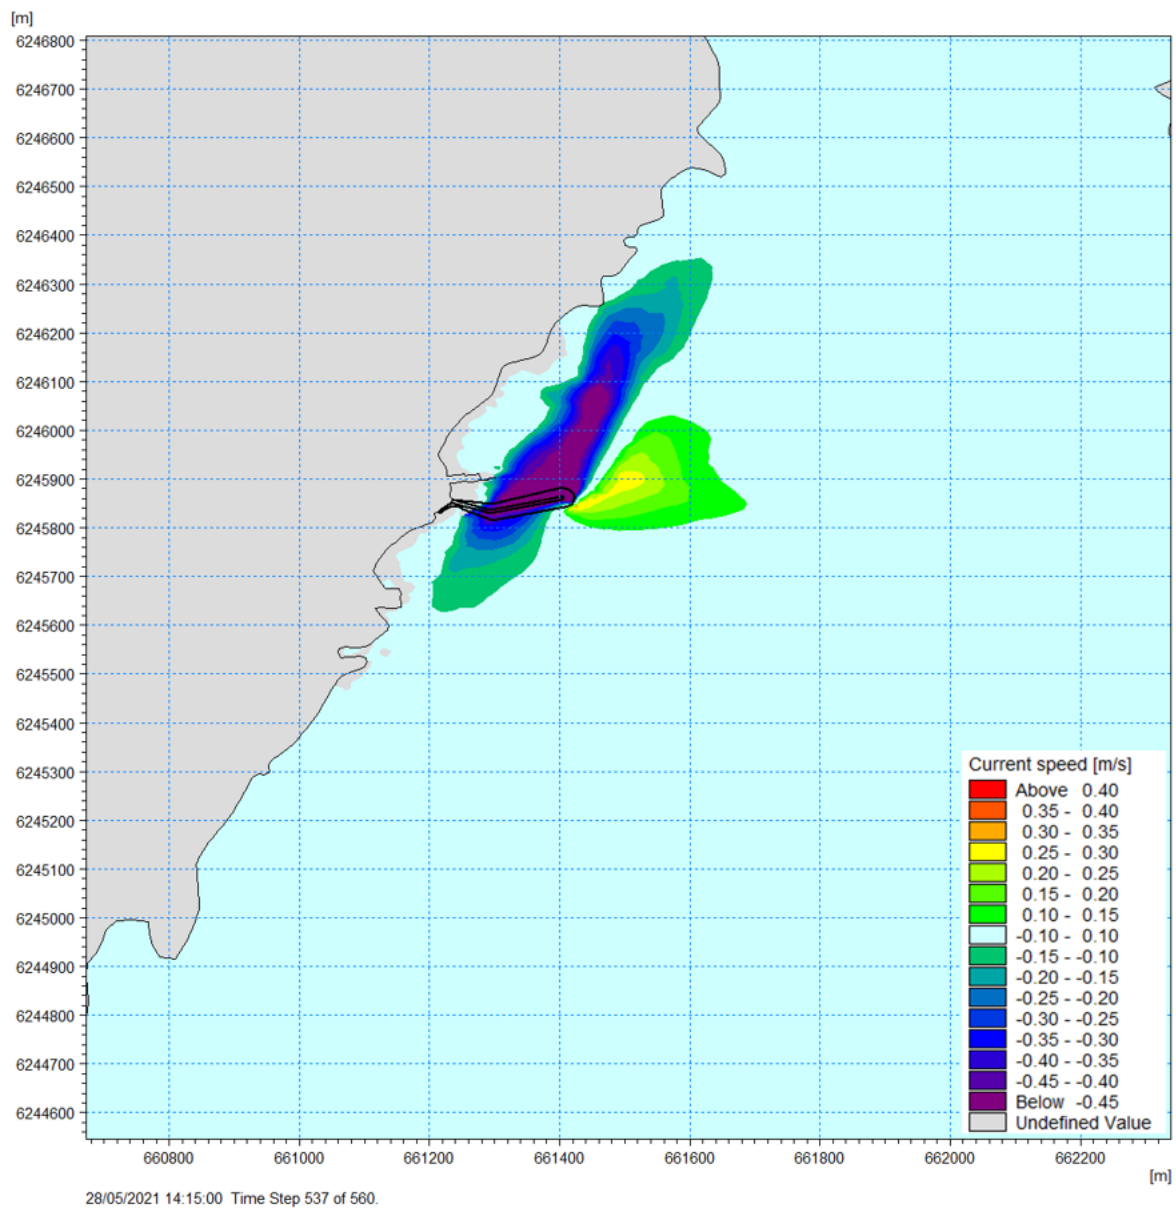 [m]
6246800
6246700
6246600
6246500
6246400
6246300
6246200
6246100
6246000
6245900
6245800
6245700
6245600
6245500
6245400
6245300
6245200
6245100
6245000
6244900
6244800
6244700
6244600
Current speed [m/s]
Above 0.40
0.35 - 0.40
0.30 - 0.35
0.25 - 0.30
0.20 - 0.25
0.15 - 0.20
0.10 - 0.15
-0.10 - 0.10
-0.15 - -0.10
-0.20 - -0.15
-0.25 - -0.20
-0.30 - -0.25
-0.35 - -0.30
-0.40 - -0.35
-0.45 - -0.40
Below -0.45
Undefined Value
660800 661000 661200 661400 661600 661800 662000 662200
[m]
28/05/2021 14:15:00 Time Step 537 of 560.